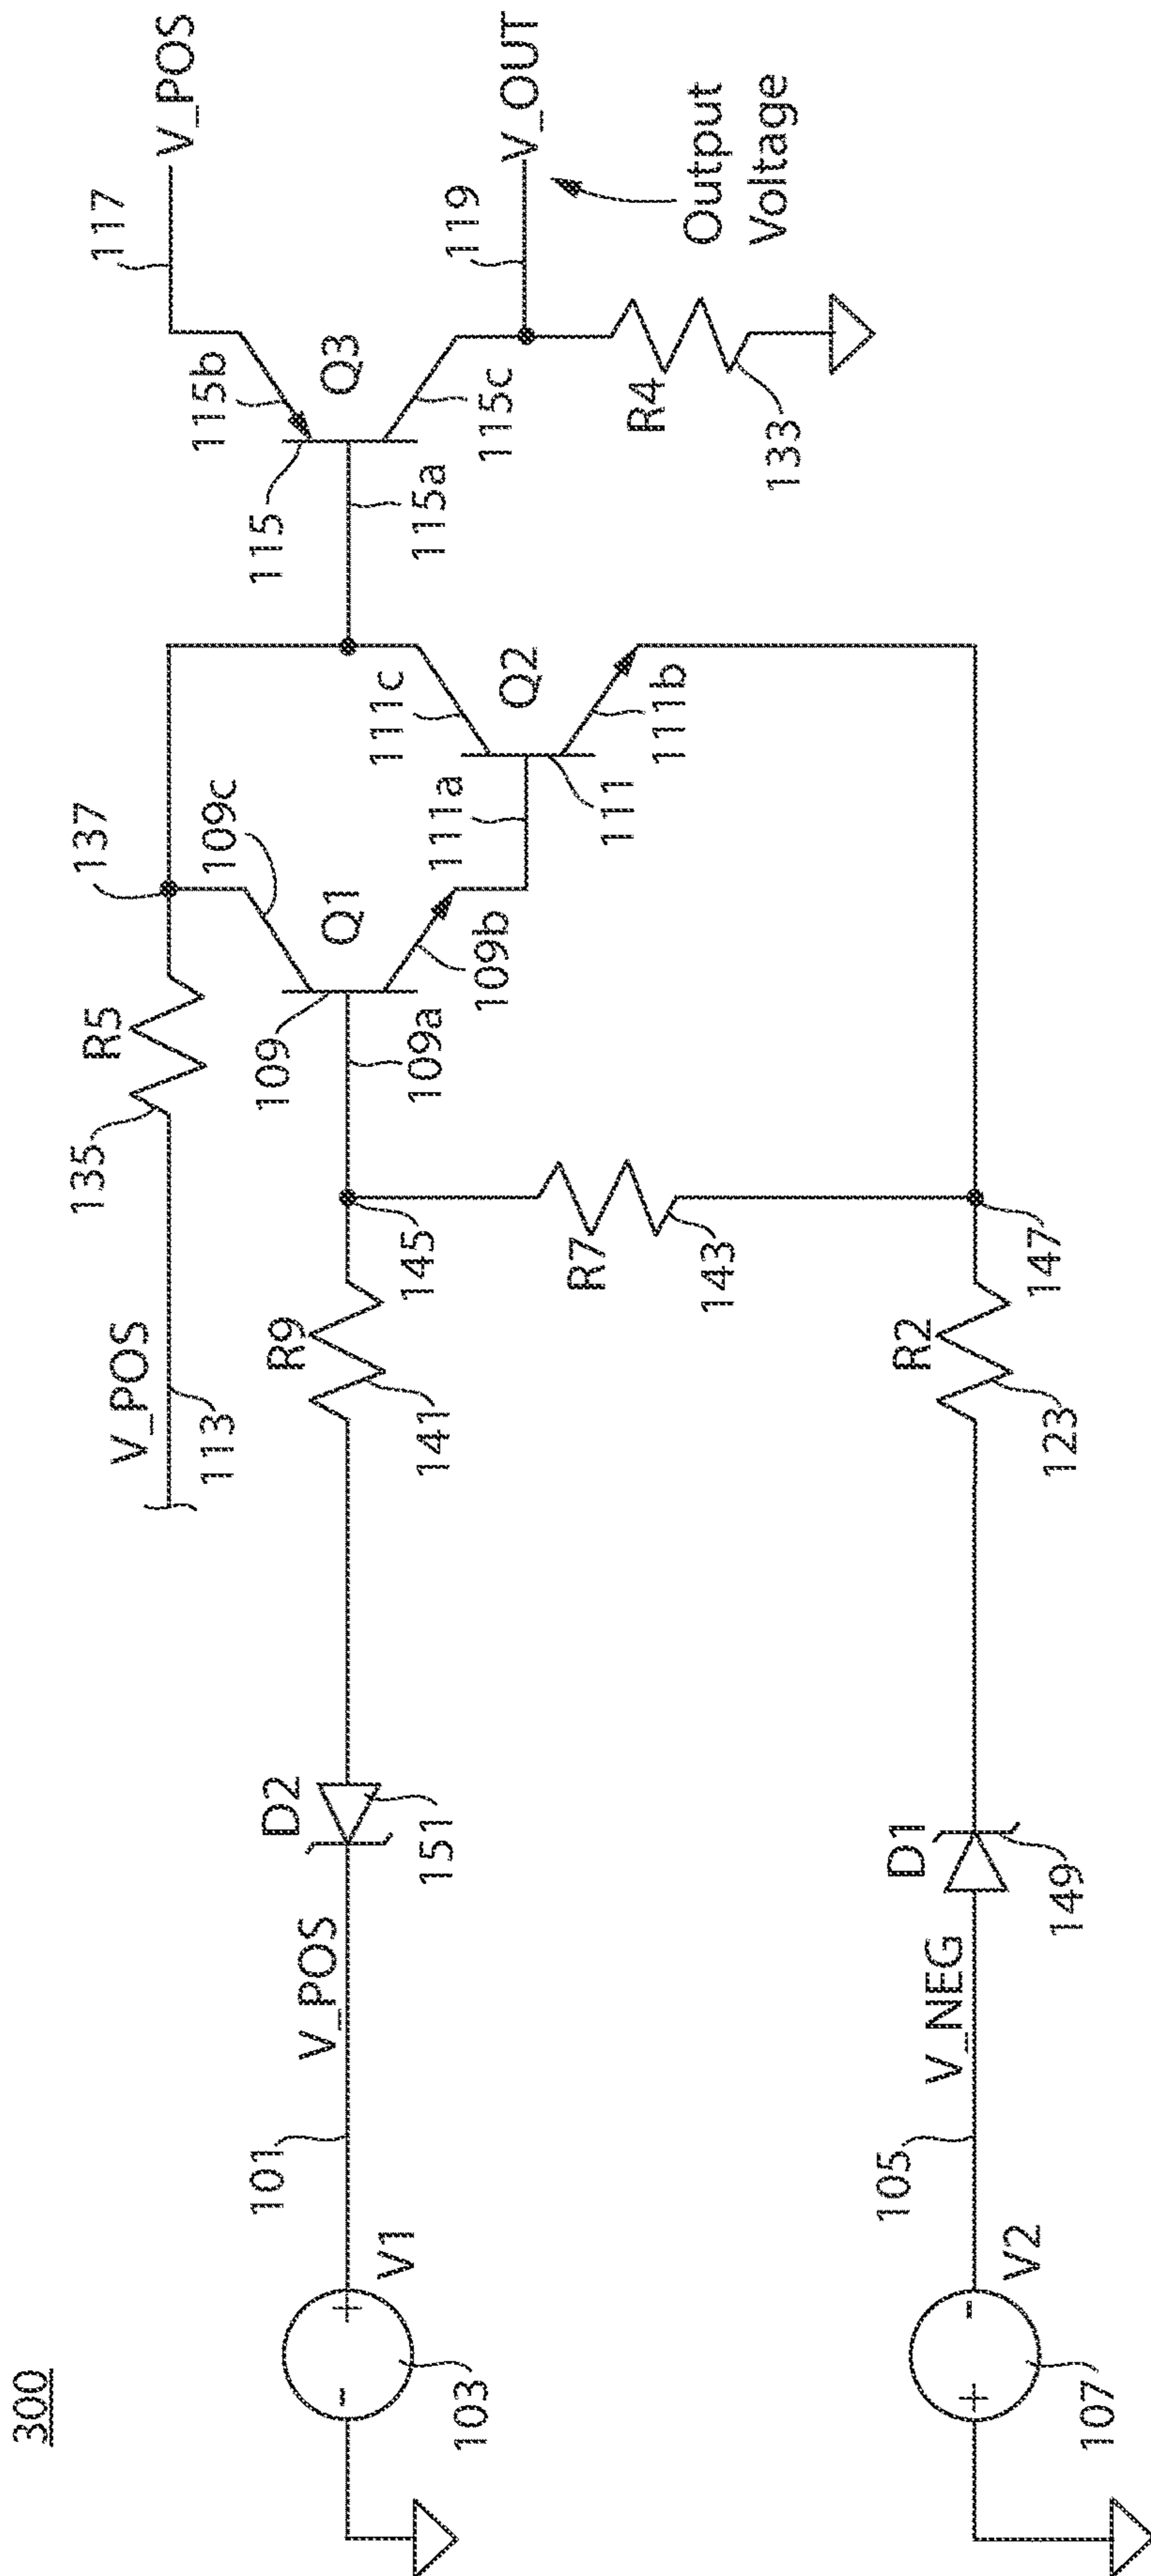 300
V_POS
113
135
R5
137
109c
117
V_POS
103
V1
101
V_POS
D2
151
R9
141
145
109a
109
Q1
109b
111a
111c
Q2
111
111b
115a
115
115b
Q3
115c
119
V_OUT
Output
Voltage
R4
133
R7
143
107
V2
105
V_NEG
D1
149
R2
123
147
+
-
-
+